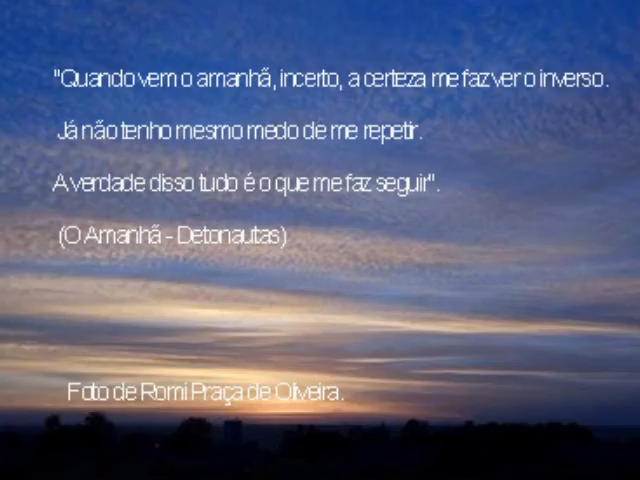 "Quando vem o amanhã, incerto, a certeza me faz ver o inverso.
Já não tenho mesmo medo de me repetir.
A verdade disso tudo é o que me faz seguir".
(O Amanhã - Detonautas)
Foto de Romi Praça de Oliveira.